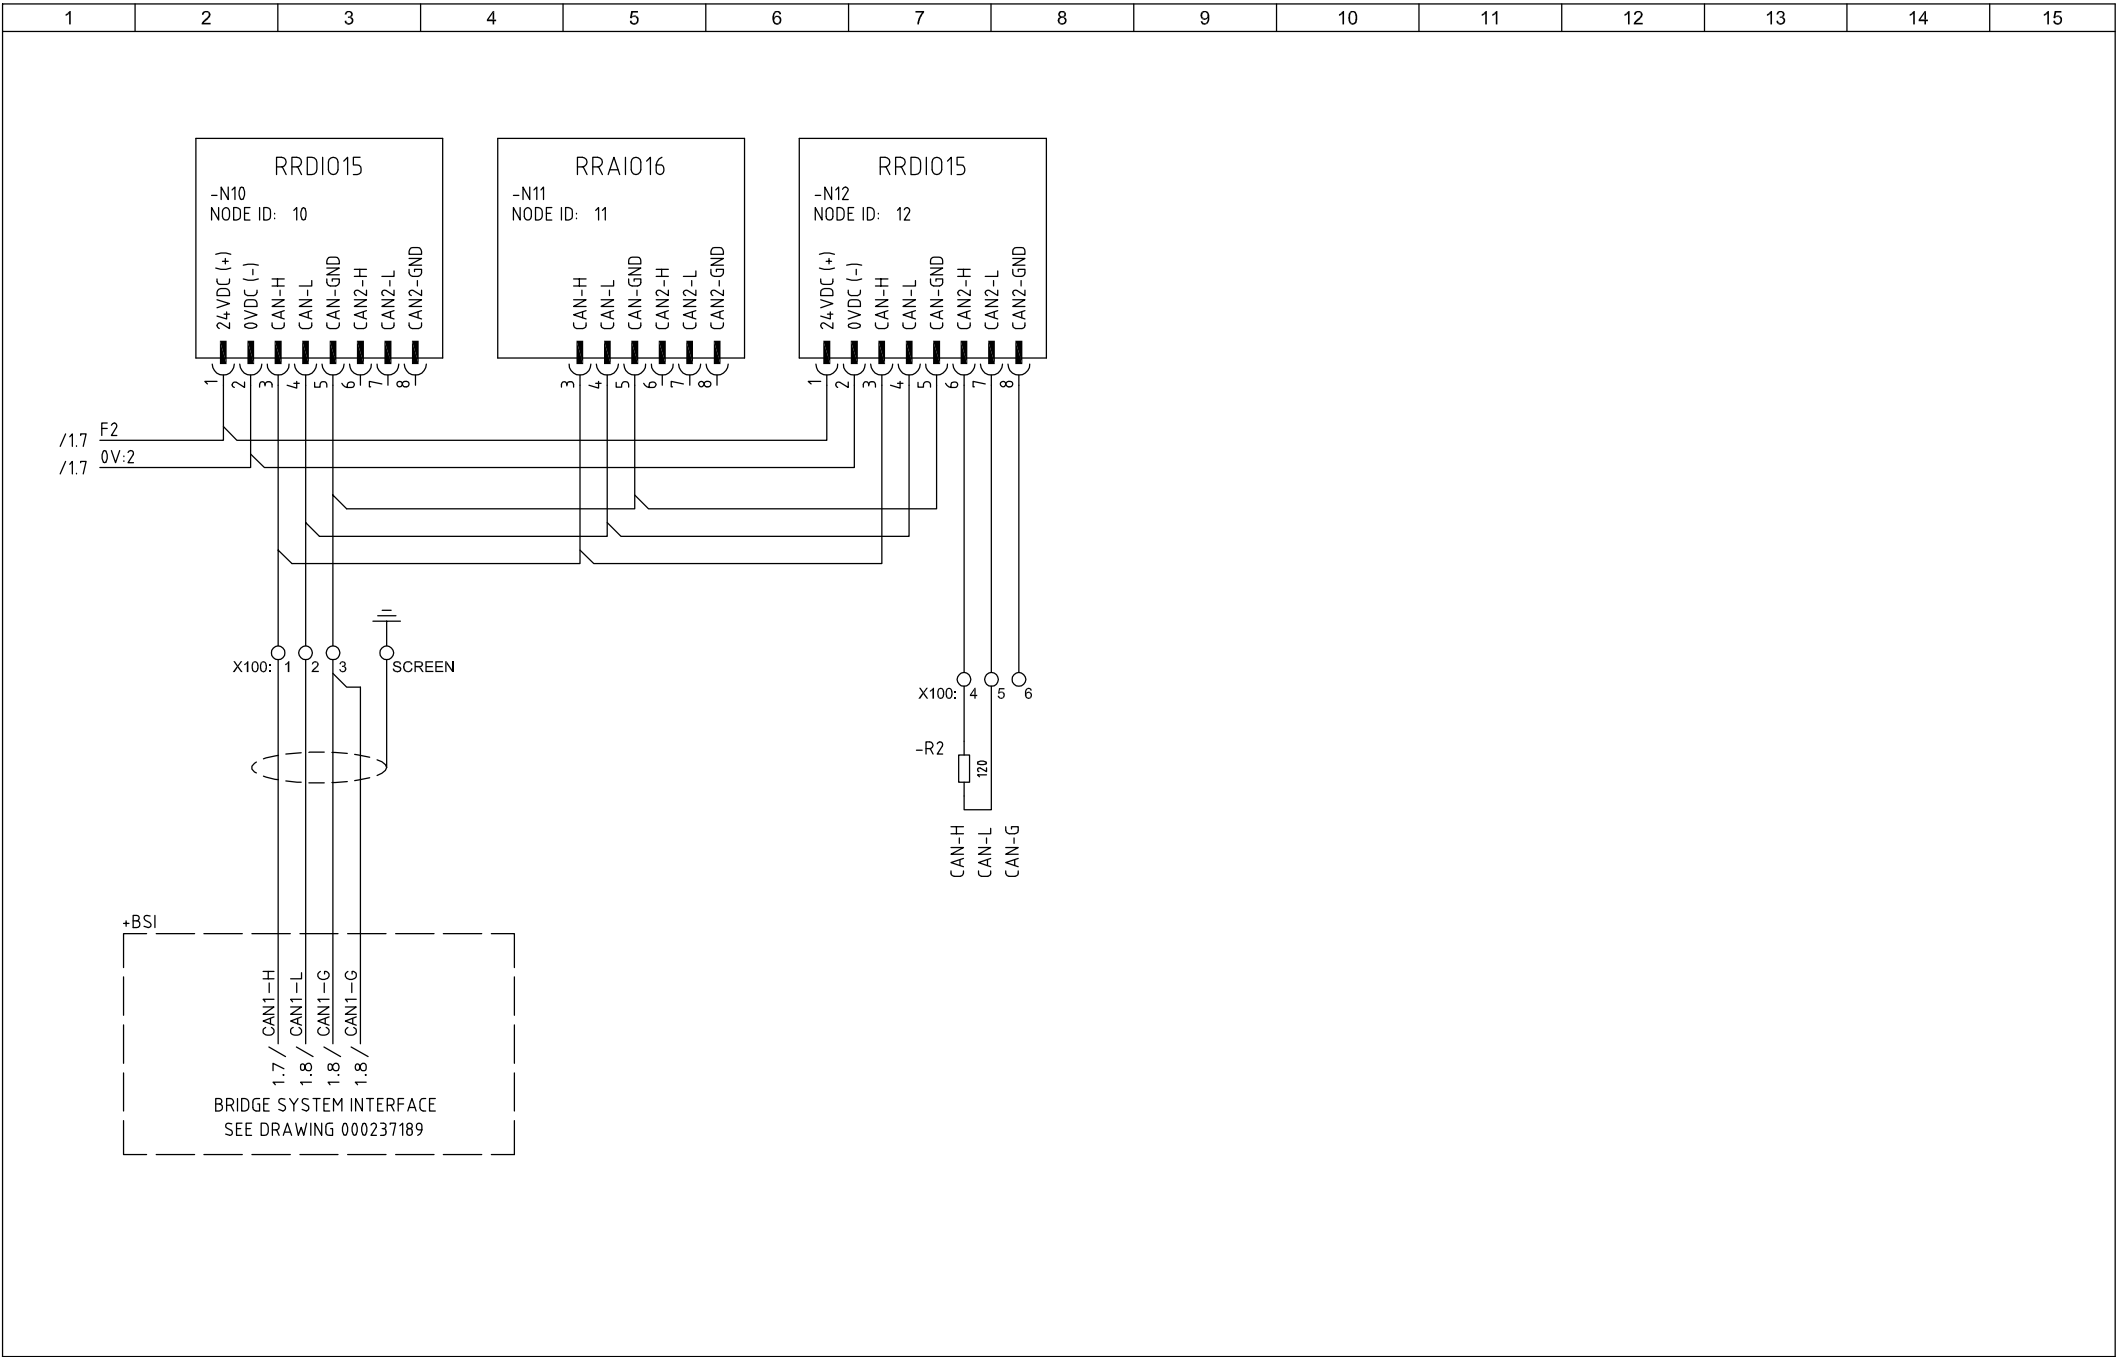 1 2 3 4 5 6 7 8 9 10 11 12 13 14 15
RRDIO15
-N10
NODE ID: 10
24VDC (+)
0VDC (-)
CAN-H
CAN-L
CAN-GND
CAN2-H
CAN2-L
CAN2-GND
1 2 3 4 5 6 7 8
RRAIO16
-N11
NODE ID: 11
CAN-H
CAN-L
CAN-GND
CAN2-H
CAN2-L
CAN2-GND
3 4 5 6 7 8
RRDIO15
-N12
NODE ID: 12
24VDC (+)
0VDC (-)
CAN-H
CAN-L
CAN-GND
CAN2-H
CAN2-L
CAN2-GND
1 2 3 4 5 6 7 8
/1.7 F2
/1.7 0V:2
X100: 1 2 3 SCREEN
X100: 4 5 6
-R2
120
CAN-H
CAN-L
CAN-G
+BSI
1.7 / CAN1-H
1.8 / CAN1-L
1.8 / CAN1-G
1.8 / CAN1-G
BRIDGE SYSTEM INTERFACE
SEE DRAWING 000237189